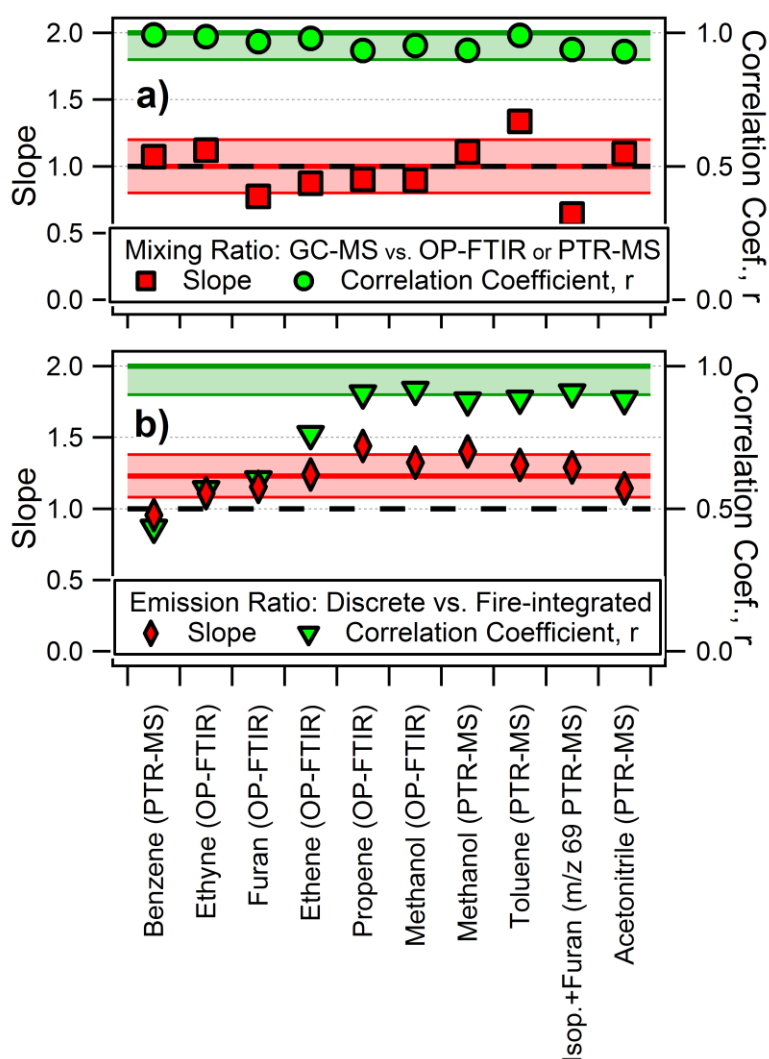 2.0
1.5
1.0
0.5
0.0
Slope
a)
1.0
0.5
0.0
Correlation Coef., r
Mixing Ratio: GC-MS vs. OP-FTIR or PTR-MS
Slope Correlation Coefficient, r
2.0
1.5
1.0
0.5
0.0
Slope
b)
1.0
0.5
0.0
Correlation Coef., r
Emission Ratio: Discrete vs. Fire-integrated
Slope Correlation Coefficient, r
Benzene (PTR-MS)
Ethyne (OP-FTIR)
Furan (OP-FTIR)
Ethene (OP-FTIR)
Propene (OP-FTIR)
Methanol (OP-FTIR)
Methanol (PTR-MS)
Toluene (PTR-MS)
Isop.+Furan (m/z 69 PTR-MS)
Acetonitrile (PTR-MS)